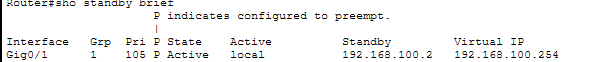 Router#sho standby brief
P indicates configured to preempt.
|
Interface Grp Pri P State Active Standby Virtual IP
Gig0/1 1 105 P Active local 192.168.100.2 192.168.100.254